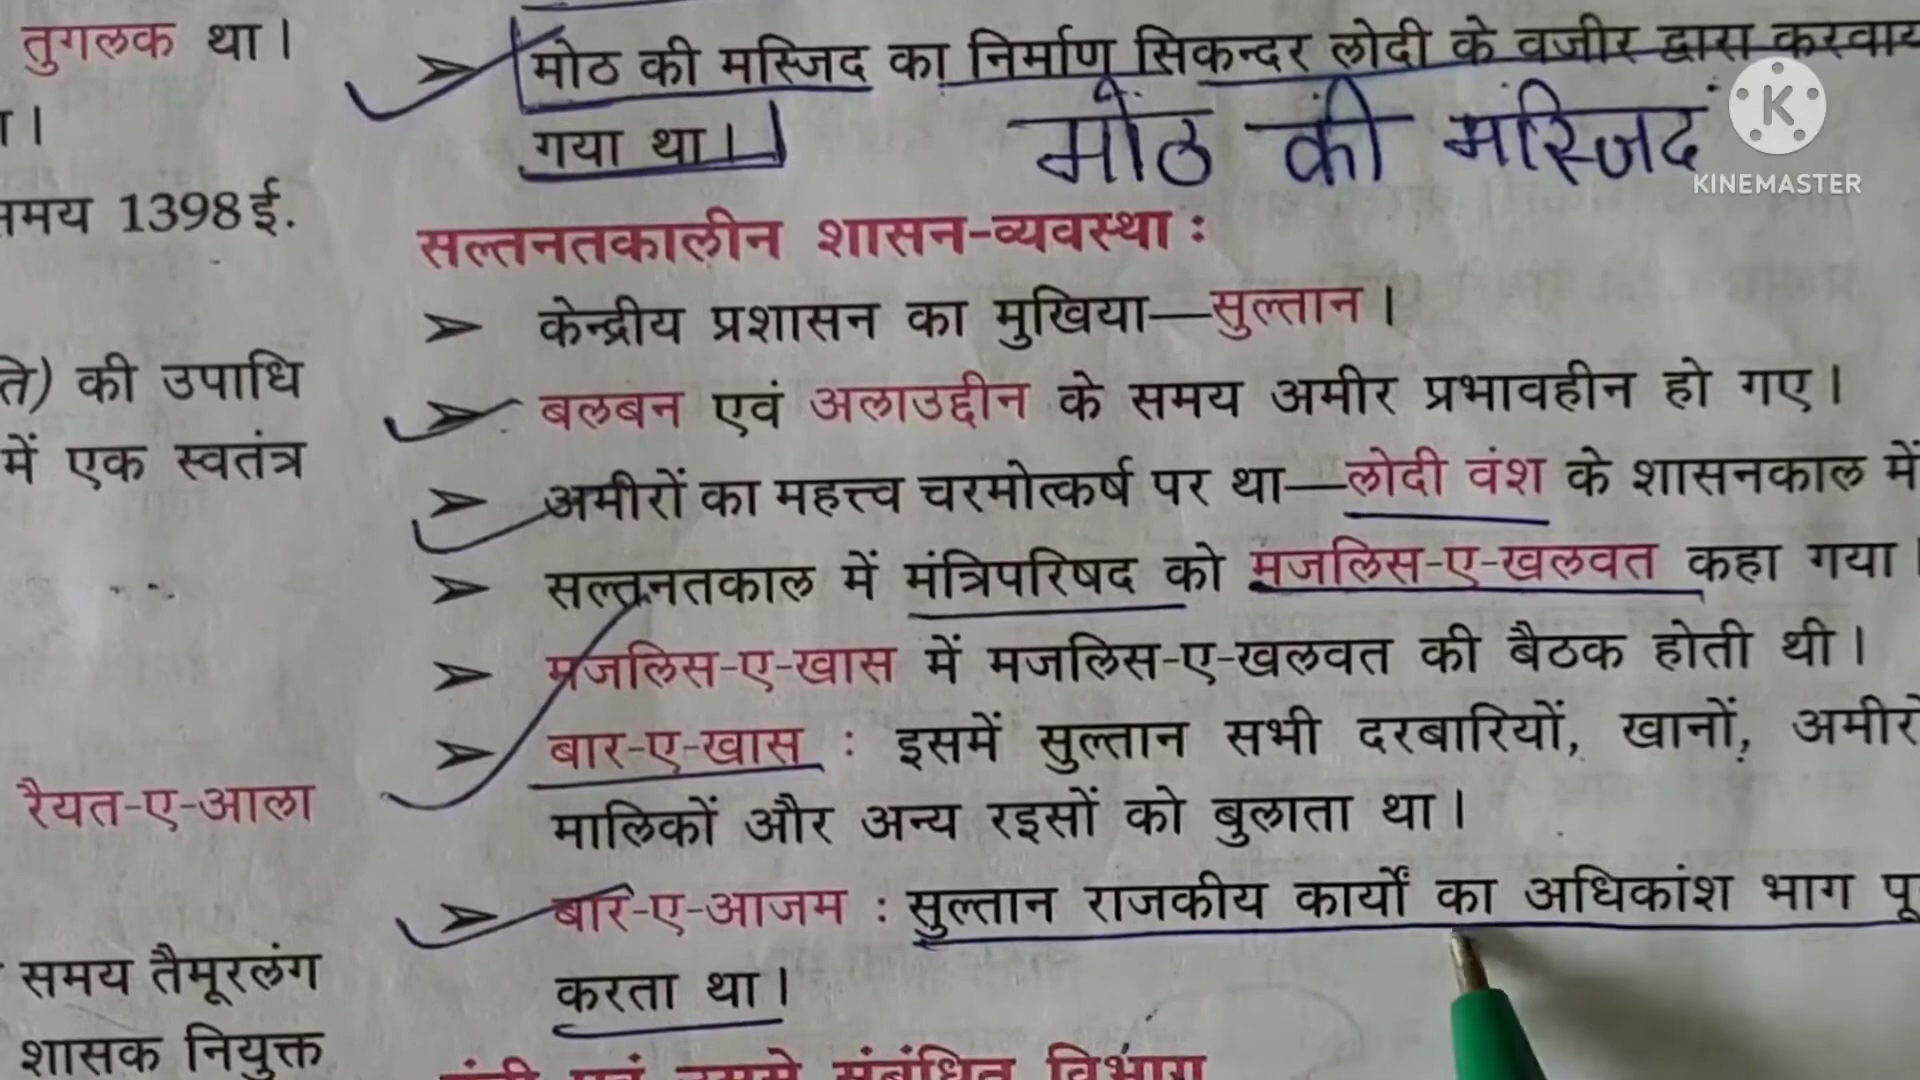 तुगलक था।
समय 1398 ई.
की उपाधि
में एक स्वतंत्र
रैयत-ए-आला
समय तैमूरलंग
शासक नियुक्त
मोठ की मस्जिद का निर्माण सिकन्दर लोदी के वजीर द्वारा
गया था।
मोठ की मस्जिद
सल्तनतकालीन शासन-व्यवस्था :
➤ केन्द्रीय प्रशासन का मुखिया—सुल्तान।
➤ बलबन एवं अलाउद्दीन के समय अमीर प्रभावहीन हो गए।
➤ अमीरों का महत्त्व चरमोत्कर्ष पर था—लोदी वंश के शासनकाल में
➤ सल्तनतकाल में मंत्रिपरिषद को मजलिस-ए-खलवत कहा गया।
➤ मजलिस-ए-खास में मजलिस-ए-खलवत की बैठक होती थी।
➤ बार-ए-खास : इसमें सुल्तान सभी दरबारियों, खानों,
मालिकों और अन्य रइसों को बुलाता था।
➤ बार-ए-आजम : सुल्तान राजकीय कार्यों का अधिकांश भाग
करता था।
एवं उससे संबंधित विभाग
K
KINEMASTER